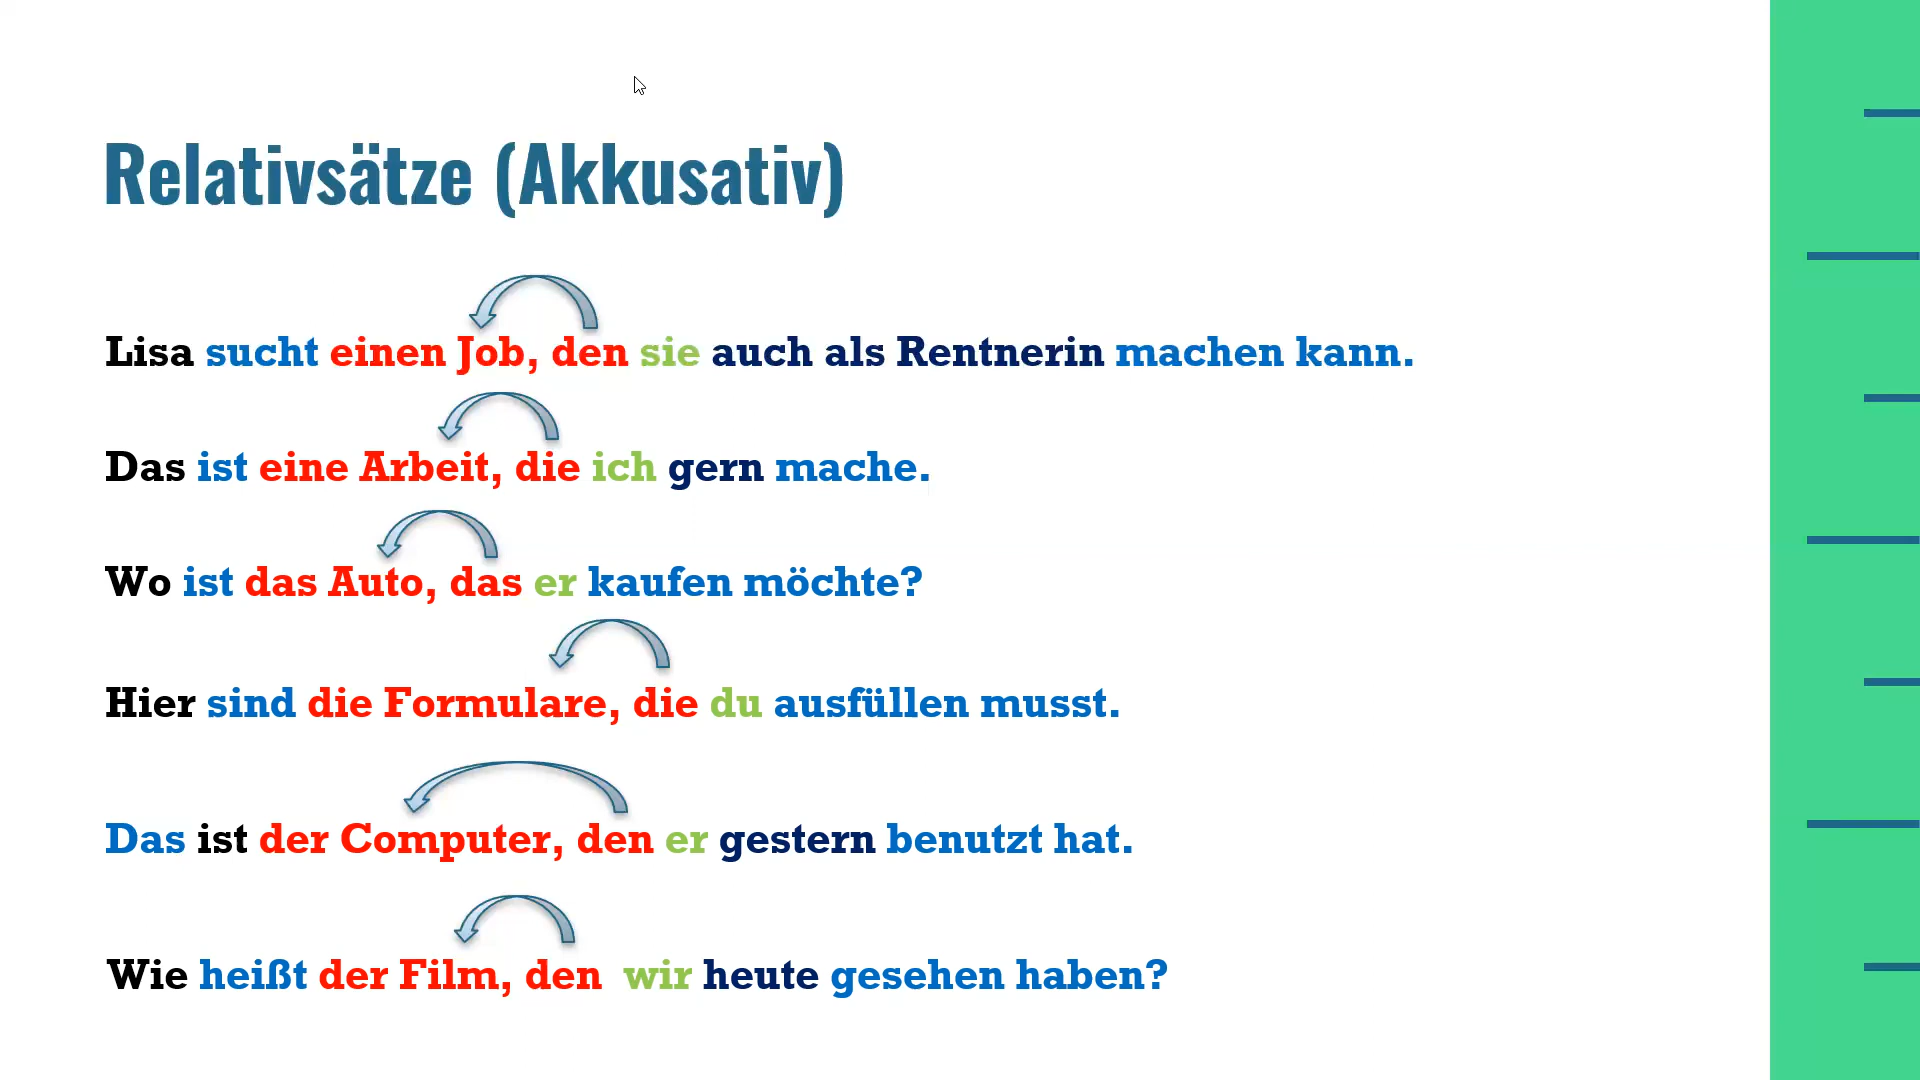 Relativsätze (Akkusativ)
Lisa sucht einen Job, den sie auch als Rentnerin machen kann.
Das ist eine Arbeit, die ich gern mache.
Wo ist das Auto, das er kaufen möchte?
Hier sind die Formulare, die du ausfüllen musst.
Das ist der Computer, den er gestern benutzt hat.
Wie heißt der Film, den wir heute gesehen haben?